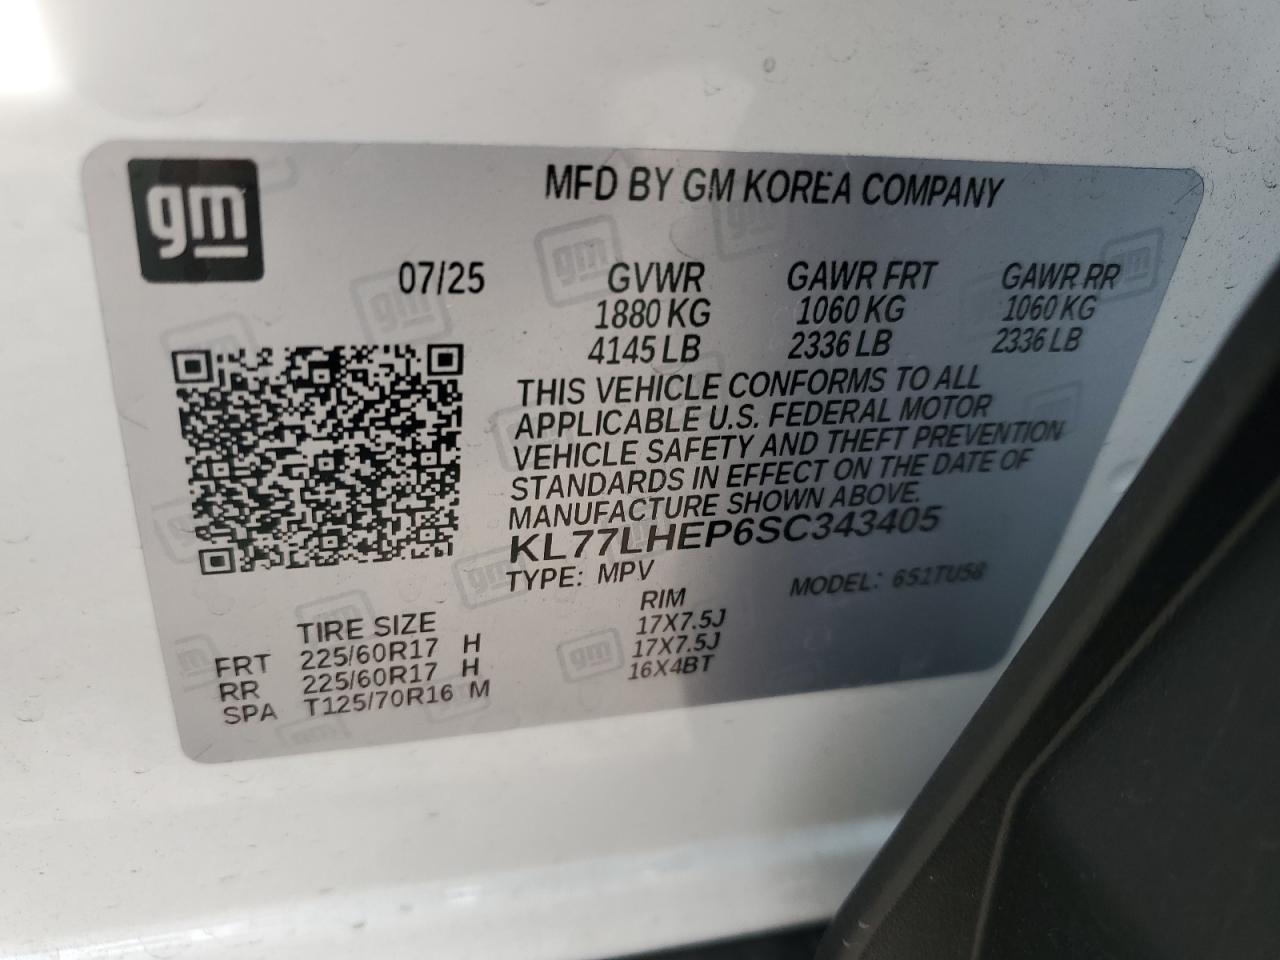 gm
MFD BY GM KOREA COMPANY
07/25 GVWR GAWR FRT GAWR RR
1880 KG 1060 KG 1060 KG
4145 LB 2336 LB 2336 LB
THIS VEHICLE CONFORMS TO ALL
APPLICABLE U.S. FEDERAL MOTOR
VEHICLE SAFETY AND THEFT PREVENTION
STANDARDS IN EFFECT ON THE DATE OF
MANUFACTURE SHOWN ABOVE.
KL77LHEP6SC343405
TYPE: MPV MODEL: 6S1TU58
TIRE SIZE RIM
FRT 225/60R17 H 17X7.5J
RR 225/60R17 H 17X7.5J
SPA T125/70R16 M 16X4BT